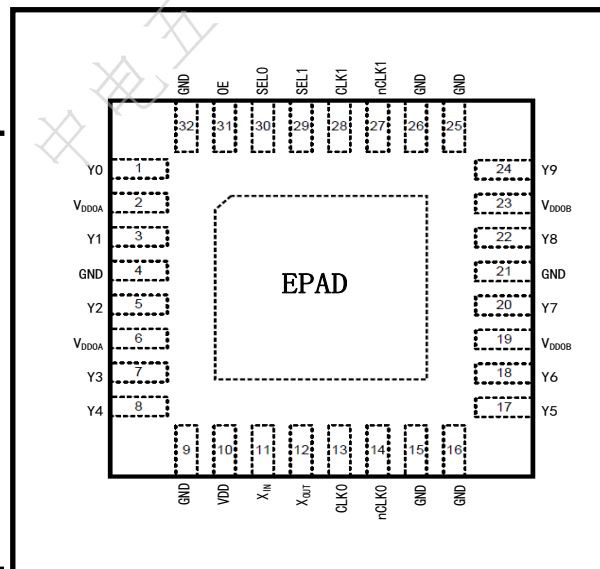 中电五
GND OE SEL0 SEL1 CLK1 nCLK1 GND GND
32 31 30 29 28 27 26 25
Y0 1 24 Y9
VDDOA 2 23 VDDOB
Y1 3 22 Y8
GND 4 21 GND
EPAD
Y2 5 20 Y7
VDDOA 6 19 VDDOB
Y3 7 18 Y6
Y4 8 17 Y5
9 10 11 12 13 14 15 16
GND VDD XIN XOUT CLK0 nCLK0 GND GND